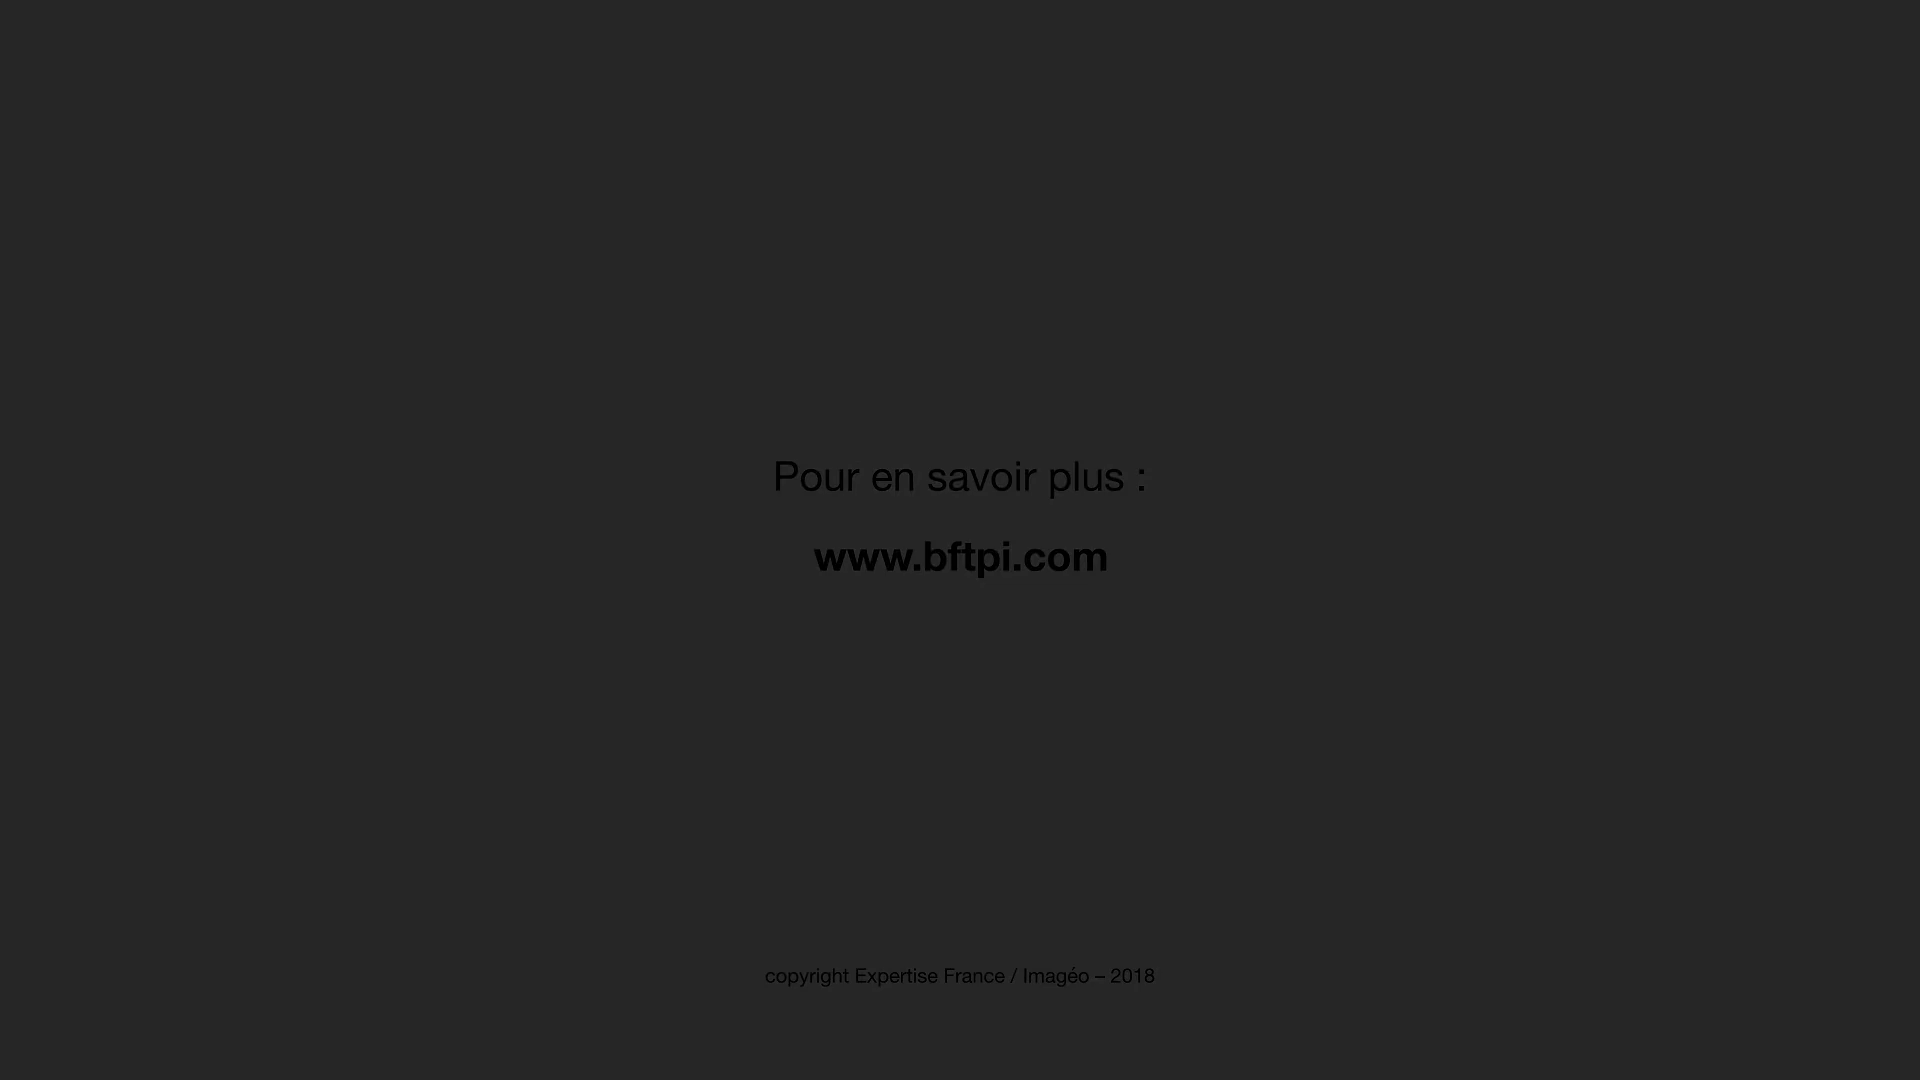 Pour en savoir plus :
www.bftpi.com
copyright Expertise France / Imagéo – 2018